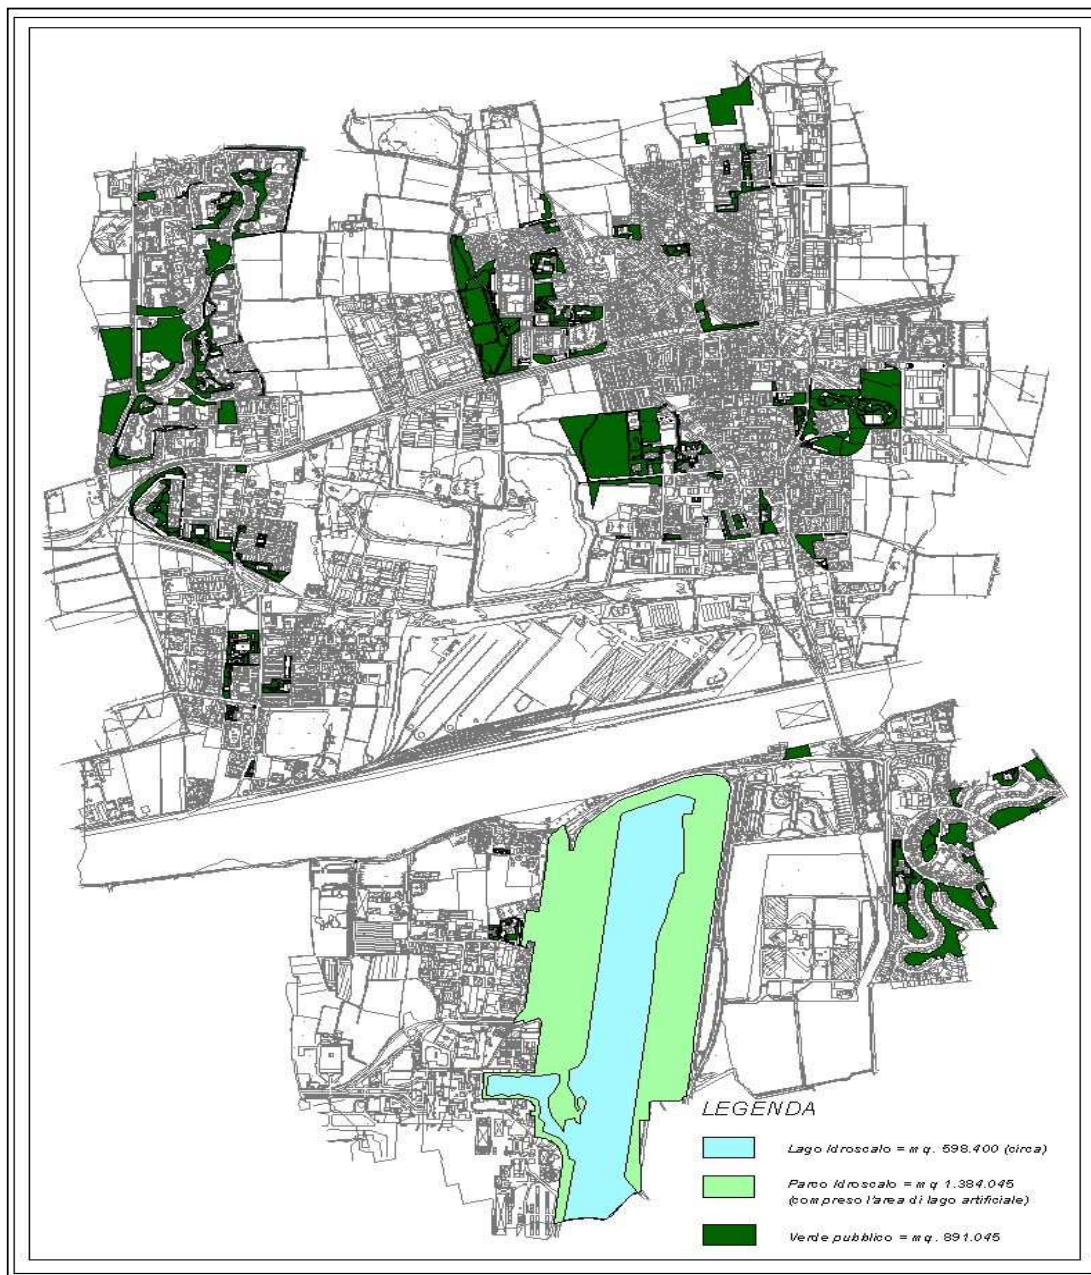 LEGENDA
Lago Idroscalo = mq. 598.400 (circa)
Parco Idroscalo = mq 1.384.045
(compreso l'area di lago artificiale)
Verde pubblico = mq. 891.045